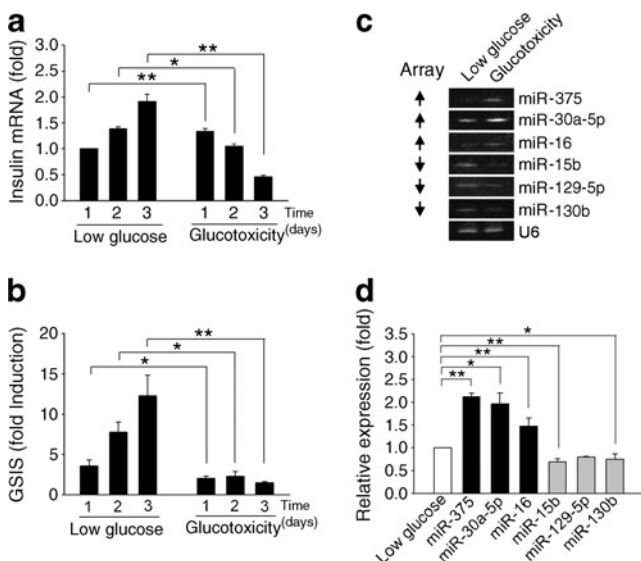 a
Insulin mRNA (fold)
3.0
2.5
2.0
1.5
1.0
0.5
0.0
**
*
**
1 2 3 1 2 3 Time (days)
Low glucose Glucotoxicity
b
GSIS (fold Induction)
20
15
10
5
0
**
*
*
1 2 3 1 2 3 Time (days)
Low glucose Glucotoxicity
c
Array Low glucose Glucotoxicity
miR-375
miR-30a-5p
miR-16
miR-15b
miR-129-5p
miR-130b
U6
d
Relative expression (fold)
3.5
3.0
2.5
2.0
1.5
1.0
0.5
0.0
*
**
**
*
**
Low glucose
miR-375
miR-30a-5p
miR-16
miR-15b
miR-129-5p
miR-130b